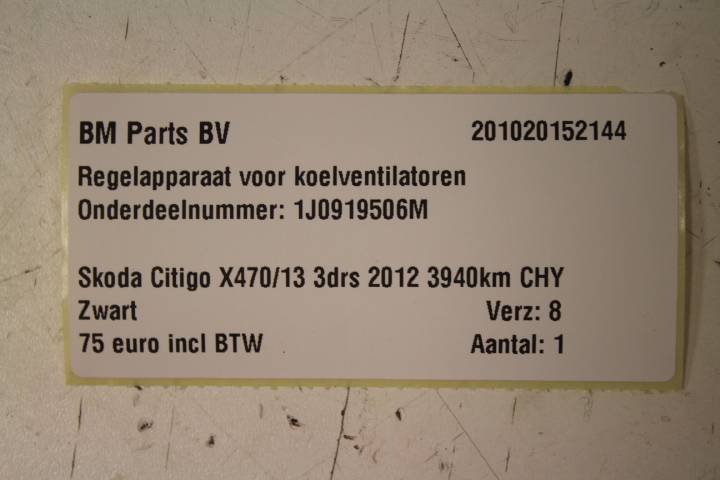 BM Parts BV 201020152144
Regelapparaat voor koelventilatoren
Onderdeelnummer: 1J0919506M
Skoda Citigo X470/13 3drs 2012 3940km CHY
Zwart Verz: 8
75 euro incl BTW Aantal: 1